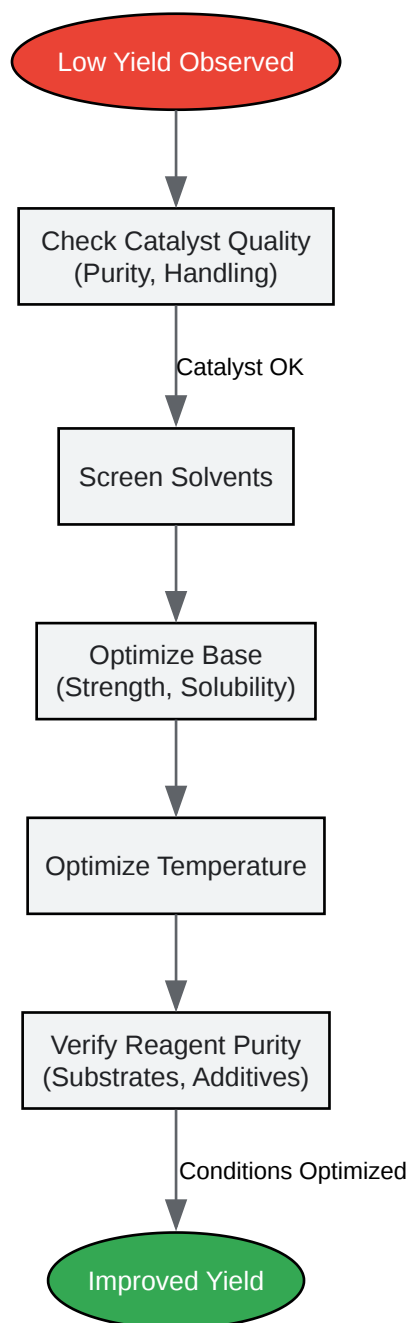 Low Yield Observed
Check Catalyst Quality
(Purity, Handling)
Catalyst OK
Screen Solvents
Optimize Base
(Strength, Solubility)
Optimize Temperature
Verify Reagent Purity
(Substrates, Additives)
Conditions Optimized
Improved Yield